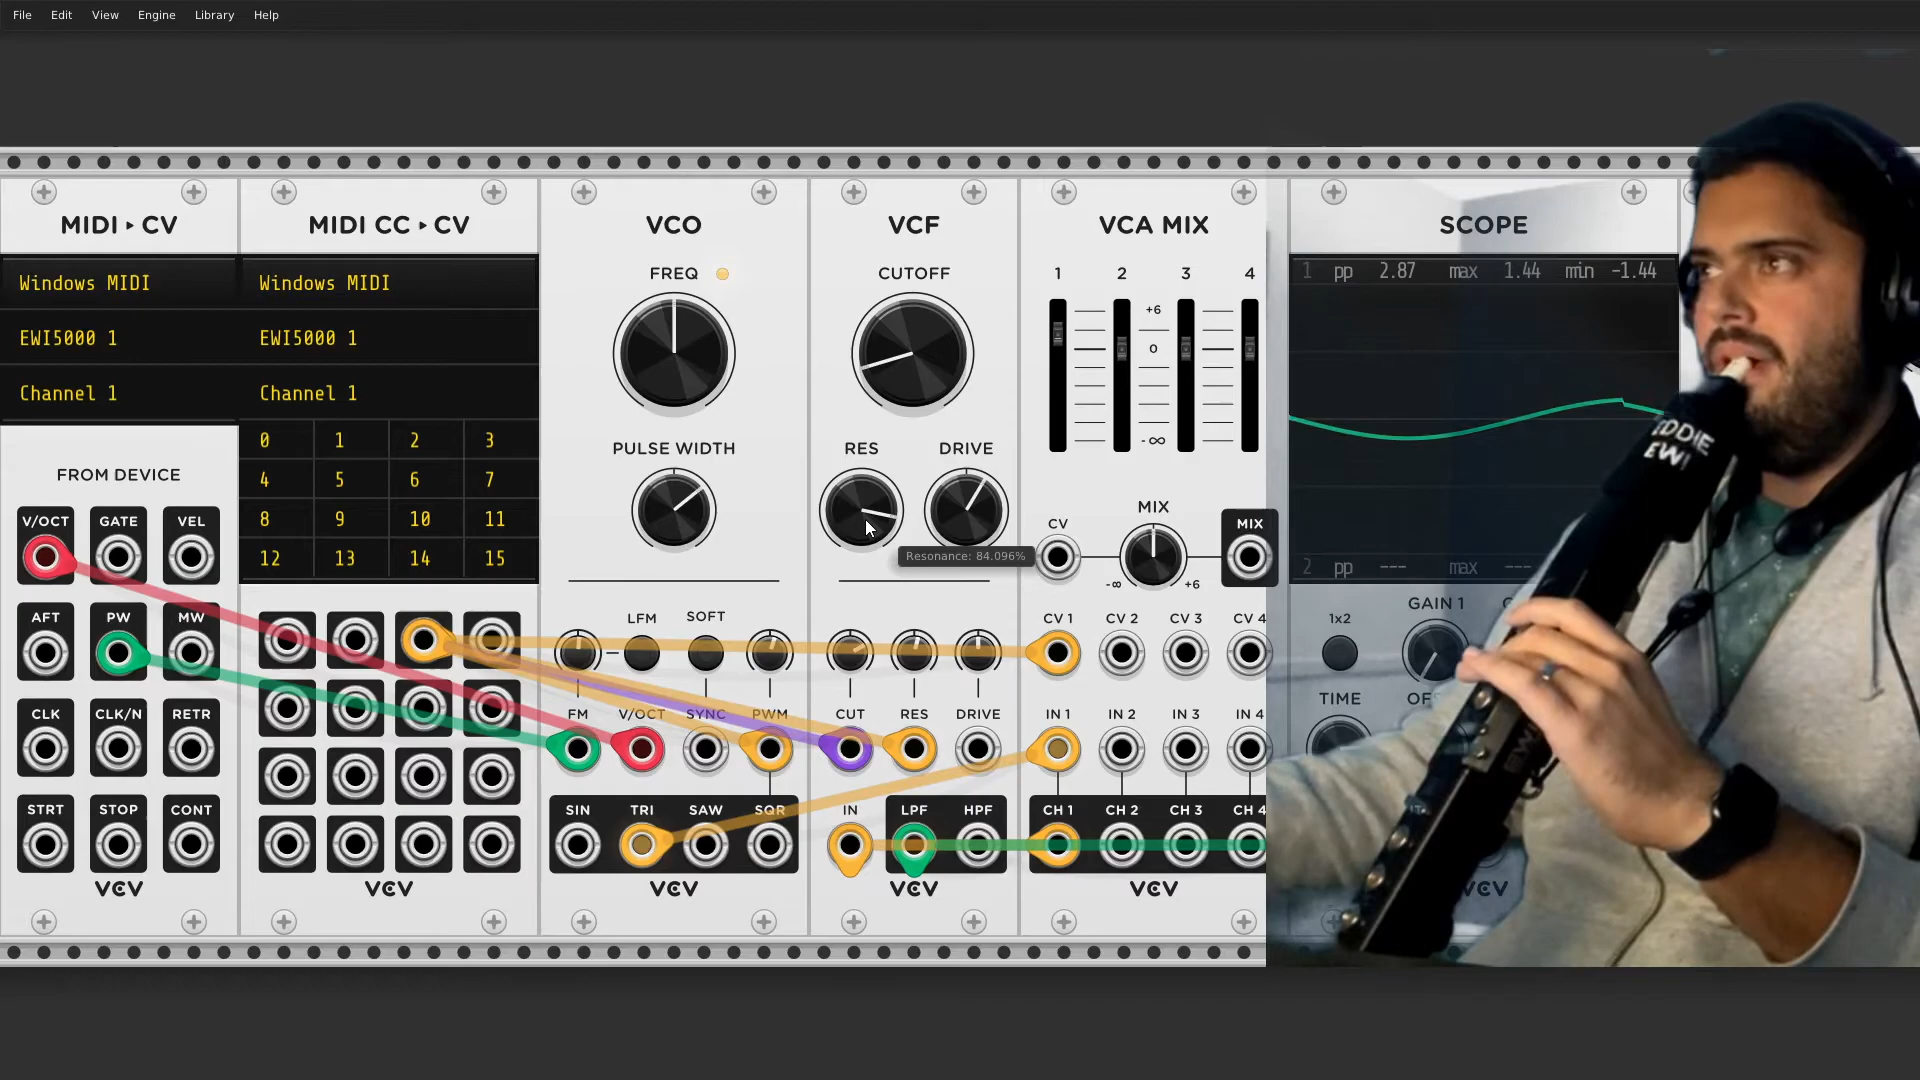 File Edit View Engine Library Help
MIDI ▸ CV
Windows MIDI
EWI5000 1
Channel 1
FROM DEVICE
V/OCT GATE VEL
AFT PW MW
CLK CLK/N RETR
STRT STOP CONT
VCV
MIDI CC ▸ CV
Windows MIDI
EWI5000 1
Channel 1
0 1 2 3
4 5 6 7
8 9 10 11
12 13 14 15
VCV
VCO
FREQ
PULSE WIDTH
LFM SOFT
FM V/OCT SYNC PWM
SIN TRI SAW SQR
VCV
VCF
CUTOFF
RES DRIVE
Resonance: 84.096%
CUT RES DRIVE
IN LPF HPF
VCV
VCA MIX
1 2 3 4
+6
0
-∞
MIX
CV MIX
-∞ +6
CV 1 CV 2 CV 3 CV 4
IN 1 IN 2 IN 3 IN 4
CH 1 CH 2 CH 3 CH 4
VCV
SCOPE
1 pp 2.87 max 1.44 min -1.44
2 pp --- max ---
1x2 GAIN 1
TIME
VCV
EDDIE
EWI